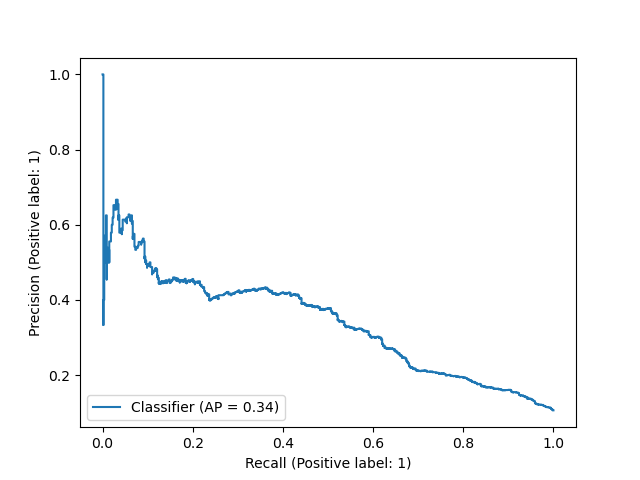 1.0
0.8
0.6
0.4
0.2
Precision (Positive label: 1)
Classifier (AP = 0.34)
0.0 0.2 0.4 0.6 0.8 1.0
Recall (Positive label: 1)